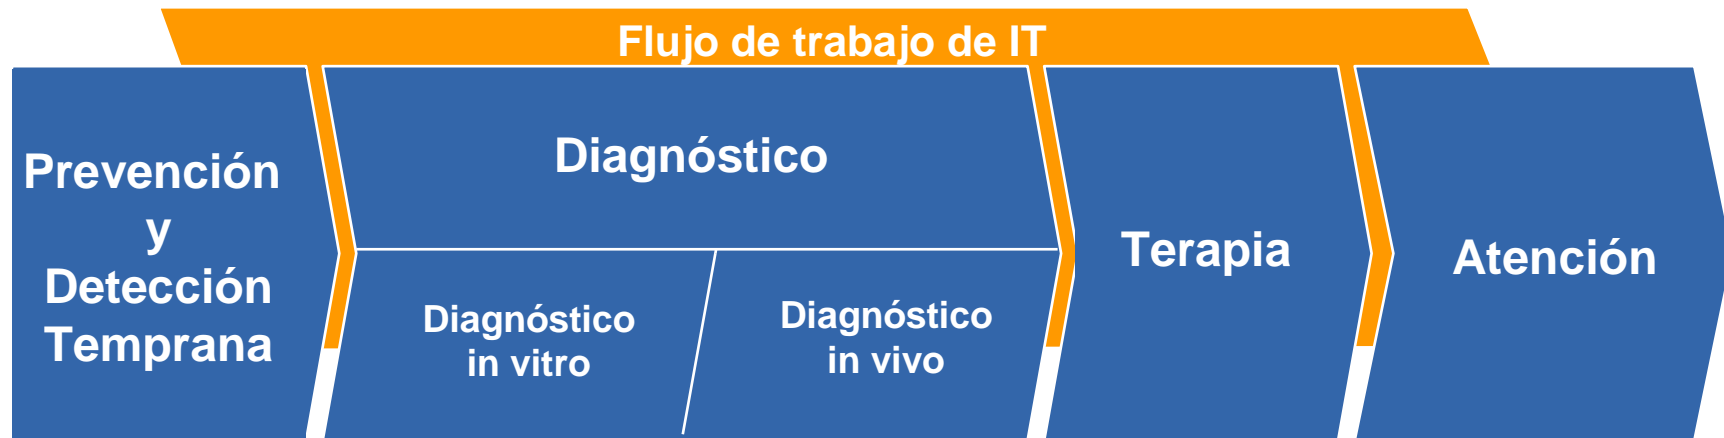 Flujo de trabajo de IT
Prevención
y
Detección
Temprana
Diagnóstico
Diagnóstico
in vitro
Diagnóstico
in vivo
Terapia
Atención